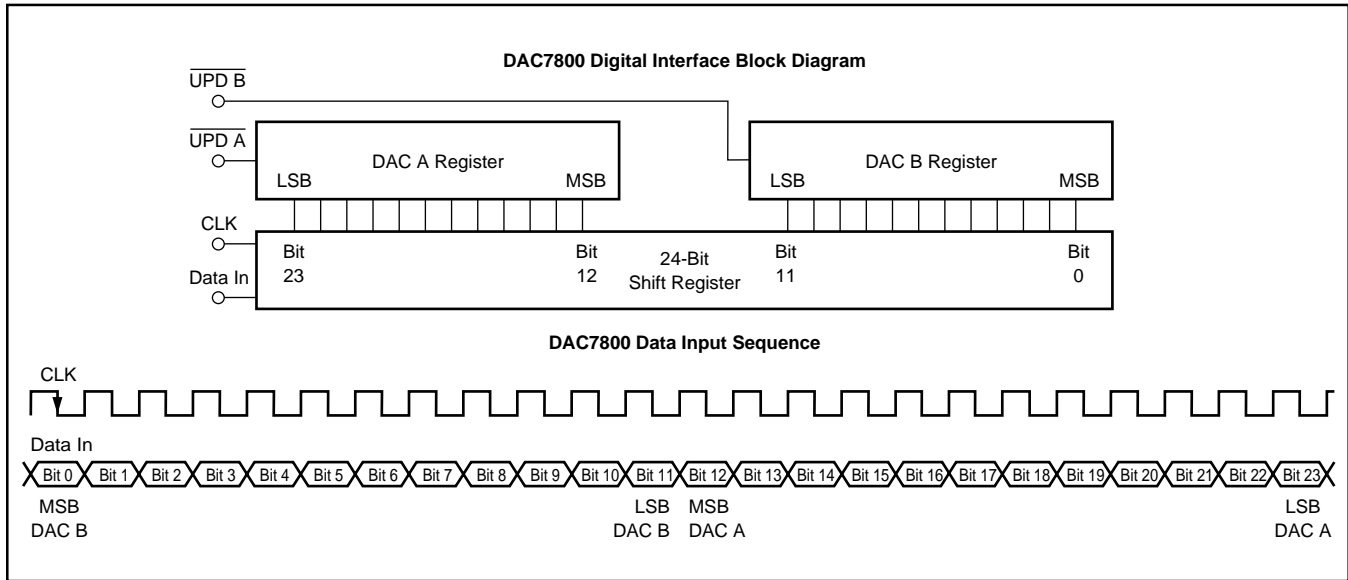 DAC7800 Digital Interface Block Diagram
UPD B
UPD A
DAC A Register
DAC B Register
LSB MSB LSB MSB
CLK
Bit Bit 24-Bit Bit Bit
23 12 Shift Register 11 0
Data In
DAC7800 Data Input Sequence
CLK
Data In
Bit 0 Bit 1 Bit 2 Bit 3 Bit 4 Bit 5 Bit 6 Bit 7 Bit 8 Bit 9 Bit 10 Bit 11 Bit 12 Bit 13 Bit 14 Bit 15 Bit 16 Bit 17 Bit 18 Bit 19 Bit 20 Bit 21 Bit 22 Bit 23
MSB LSB MSB LSB
DAC B DAC B DAC A DAC A